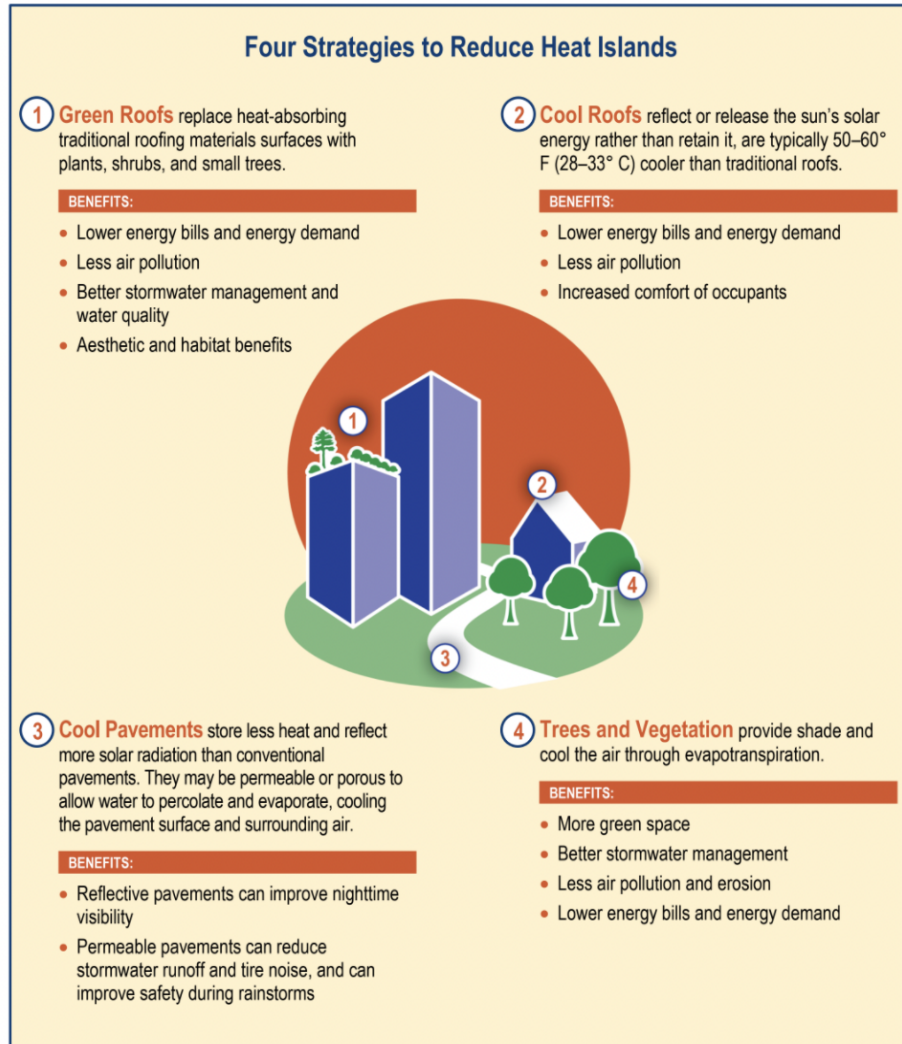 Four Strategies to Reduce Heat Islands
1 Green Roofs replace heat-absorbing
traditional roofing materials surfaces with
plants, shrubs, and small trees.
BENEFITS:
• Lower energy bills and energy demand
• Less air pollution
• Better stormwater management and
water quality
• Aesthetic and habitat benefits
2 Cool Roofs reflect or release the sun’s solar
energy rather than retain it, are typically 50–60°
F (28–33° C) cooler than traditional roofs.
BENEFITS:
• Lower energy bills and energy demand
• Less air pollution
• Increased comfort of occupants
1
2
4
3
3 Cool Pavements store less heat and reflect
more solar radiation than conventional
pavements. They may be permeable or porous to
allow water to percolate and evaporate, cooling
the pavement surface and surrounding air.
BENEFITS:
• Reflective pavements can improve nighttime
visibility
• Permeable pavements can reduce
stormwater runoff and tire noise, and can
improve safety during rainstorms
4 Trees and Vegetation provide shade and
cool the air through evapotranspiration.
BENEFITS:
• More green space
• Better stormwater management
• Less air pollution and erosion
• Lower energy bills and energy demand